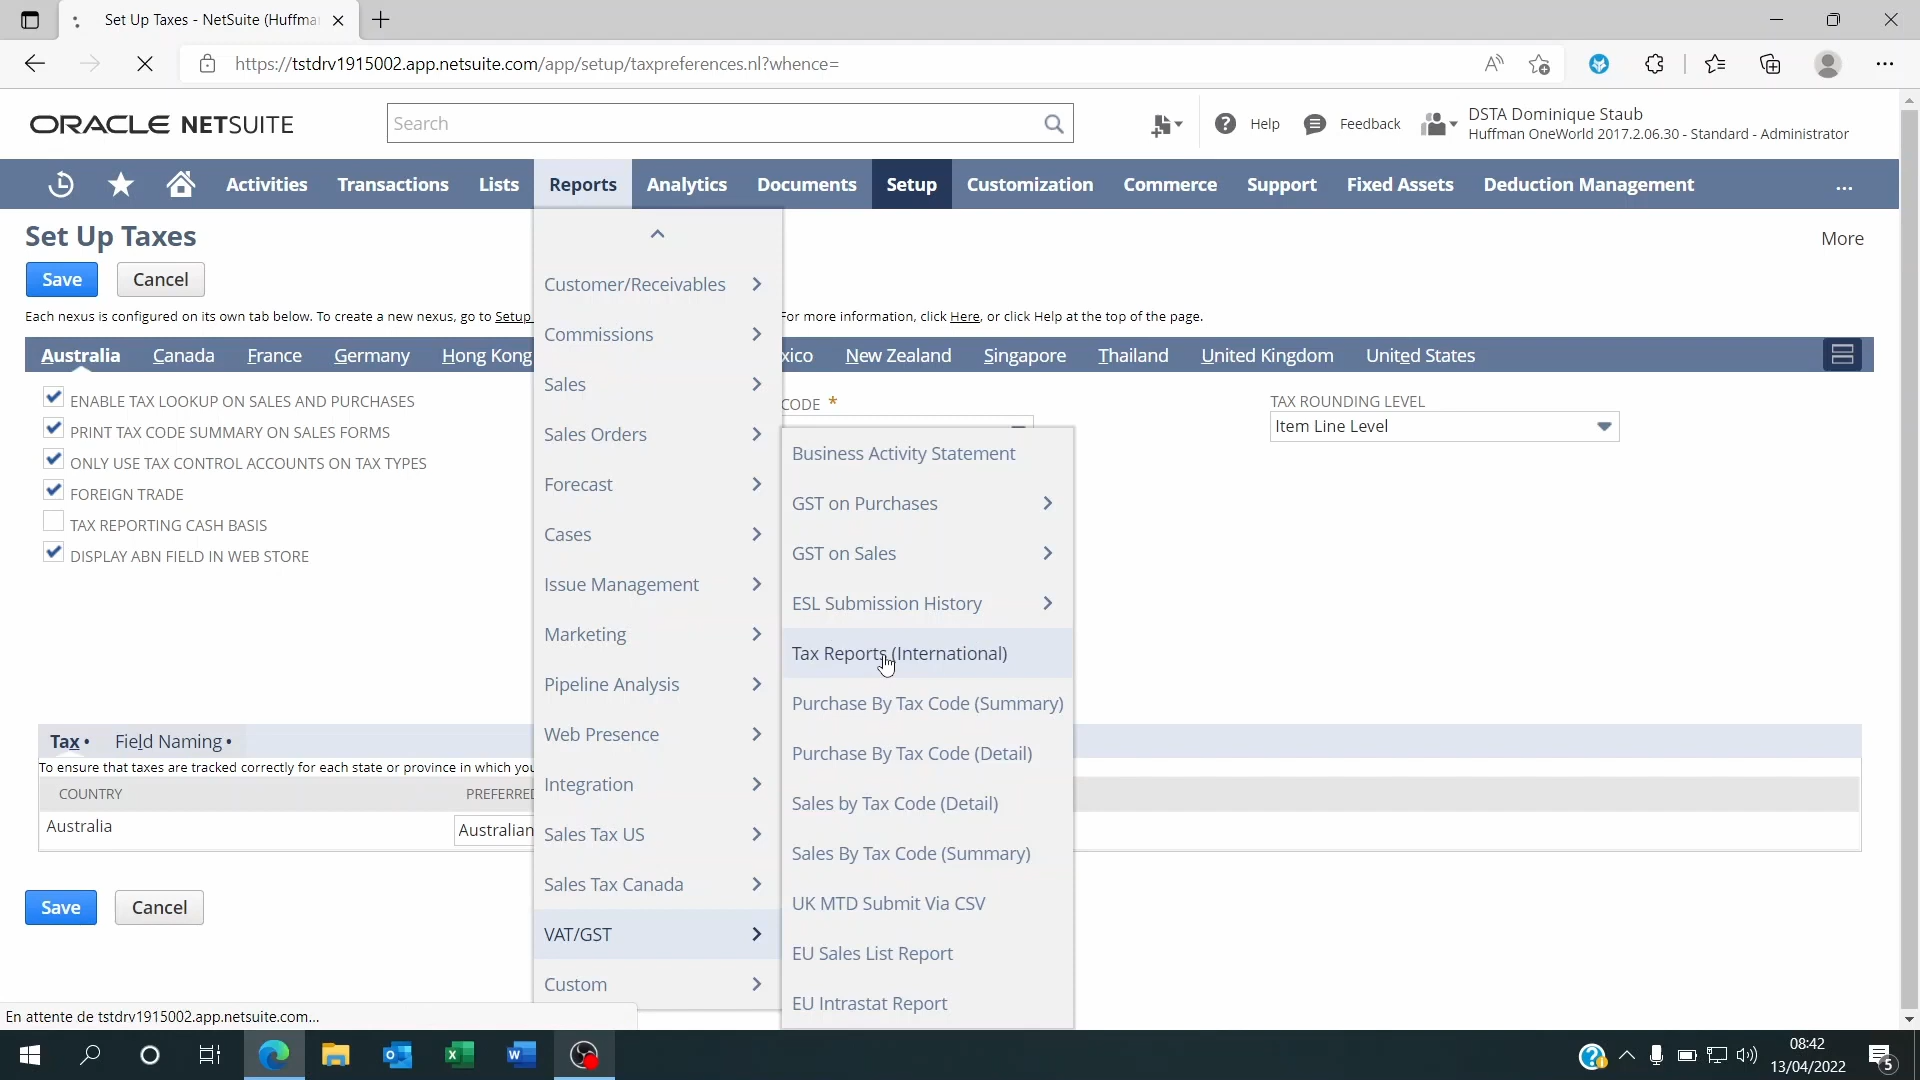 Set Up Taxes - NetSuite (Huffma
https://tstdrv1915002.app.netsuite.com/app/setup/taxpreferences.nl?whence=
ORACLE NETSUITE
Search
Help
Feedback
DSTA Dominique Staub
Huffman OneWorld 2017.2.06.30 - Standard - Administrator
Activities Transactions Lists Reports Analytics Documents Setup Customization Commerce Support Fixed Assets Deduction Management
Set Up Taxes
More
Save Cancel
Each nexus is configured on its own tab below. To create a new nexus, go to Setup
For more information, click Here, or click Help at the top of the page.
Australia Canada France Germany Hong Kong
xico New Zealand Singapore Thailand United Kingdom United States
ENABLE TAX LOOKUP ON SALES AND PURCHASES
PRINT TAX CODE SUMMARY ON SALES FORMS
ONLY USE TAX CONTROL ACCOUNTS ON TAX TYPES
FOREIGN TRADE
TAX REPORTING CASH BASIS
DISPLAY ABN FIELD IN WEB STORE
CODE *
TAX ROUNDING LEVEL
Item Line Level
Customer/Receivables
Commissions
Sales
Sales Orders
Forecast
Cases
Issue Management
Marketing
Pipeline Analysis
Web Presence
Integration
Sales Tax US
Sales Tax Canada
VAT/GST
Custom
Business Activity Statement
GST on Purchases
GST on Sales
ESL Submission History
Tax Reports (International)
Purchase By Tax Code (Summary)
Purchase By Tax Code (Detail)
Sales by Tax Code (Detail)
Sales By Tax Code (Summary)
UK MTD Submit Via CSV
EU Sales List Report
EU Intrastat Report
Tax • Field Naming •
To ensure that taxes are tracked correctly for each state or province in which you
COUNTRY PREFERRED
Australia Australian
Save Cancel
En attente de tstdrv1915002.app.netsuite.com...
08:42
13/04/2022
5